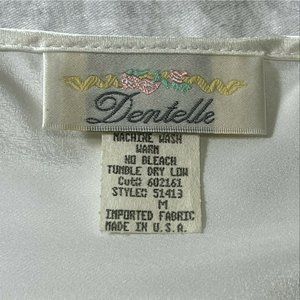 Dentelle
MACHINE WASH
WARM
NO BLEACH
TUMBLE DRY LOW
Cut# 602161
STYLE# 51413
M
IMPORTED FABRIC
MADE IN U.S.A.